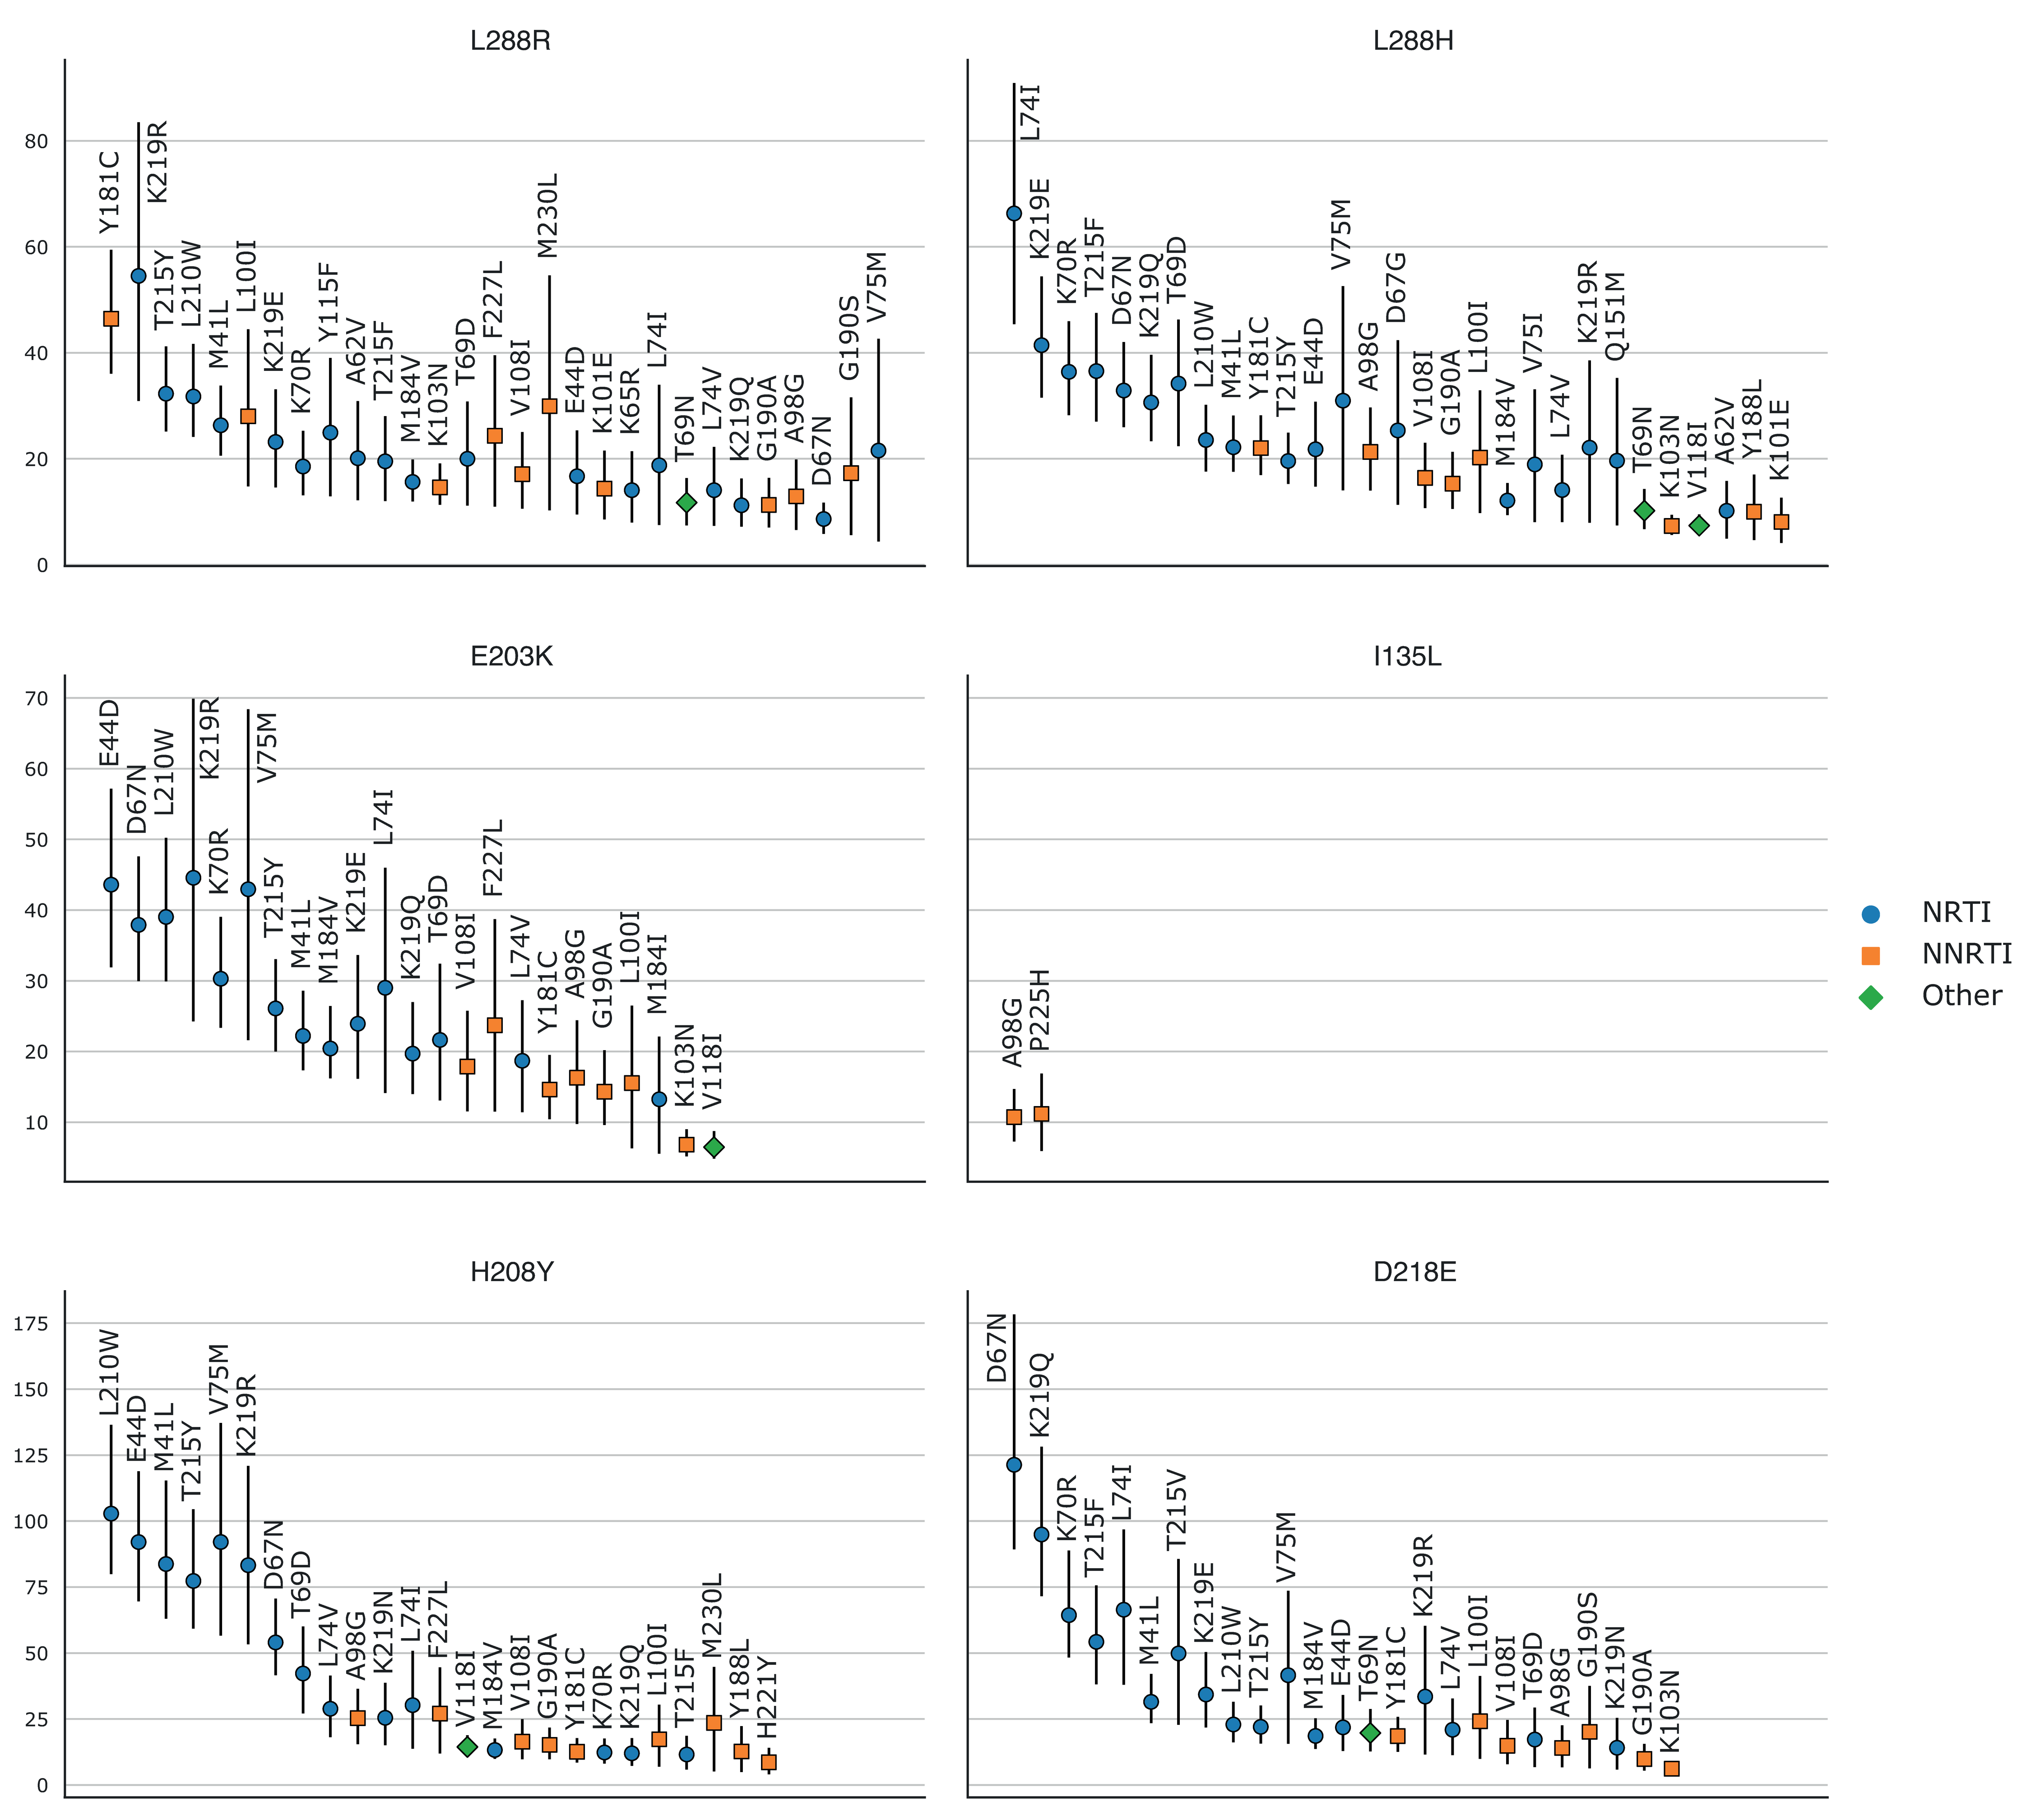 L288R
80
60
40
20
0
Y181C
K219R
T215Y
L210W
M41L
L100I
K219E
K70R
Y115F
A62V
T215F
M184V
K103N
T69D
F227L
V108I
M230L
E44D
K101E
K65R
L74I
T69N
L74V
K219Q
G190A
A98G
D67N
G190S
V75M
L288H
L74I
K219E
K70R
T215F
D67N
K219Q
T69D
L210W
M41L
Y181C
T215Y
E44D
V75M
A98G
D67G
V108I
G190A
L100I
M184V
V75I
L74V
K219R
Q151M
T69N
K103N
V118I
A62V
Y188L
K101E
E203K
70
60
50
40
30
20
10
E44D
D67N
L210W
K219R
K70R
V75M
T215Y
M41L
M184V
K219E
L74I
K219Q
T69D
V108I
F227L
L74V
Y181C
A98G
G190A
L100I
M184I
K103N
V118I
I135L
A98G
P225H
NRTI
NNRTI
Other
H208Y
175
150
125
100
75
50
25
0
L210W
E44D
M41L
T215Y
V75M
K219R
D67N
T69D
L74V
A98G
K219N
L74I
F227L
V118I
M184V
V108I
G190A
Y181C
K70R
K219Q
L100I
T215F
M230L
Y188L
H221Y
D218E
D67N
K219Q
K70R
T215F
L74I
M41L
T215V
K219E
L210W
T215Y
V75M
M184V
E44D
T69N
Y181C
K219R
L74V
L100I
V108I
T69D
A98G
G190S
K219N
G190A
K103N